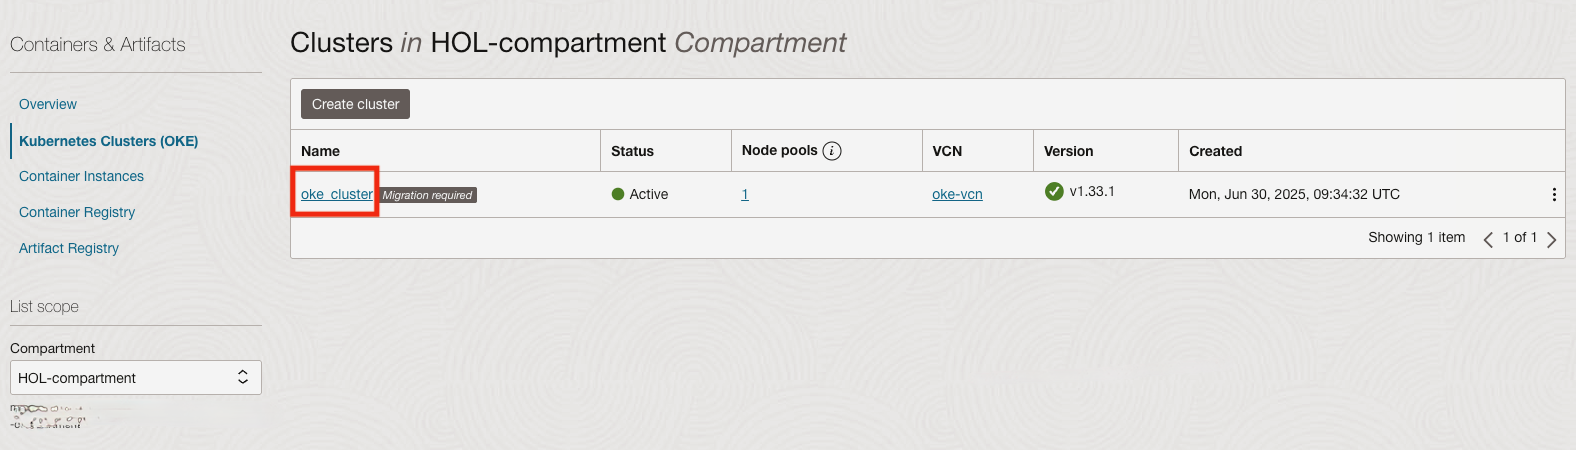 Containers & Artifacts
Overview
Kubernetes Clusters (OKE)
Container Instances
Container Registry
Artifact Registry
List scope
Compartment
HOL-compartment
Clusters in HOL-compartment Compartment
Create cluster
Name Status Node pools i VCN Version Created
oke_cluster Migration required Active 1 oke-vcn v1.33.1 Mon, Jun 30, 2025, 09:34:32 UTC
Showing 1 item 1 of 1